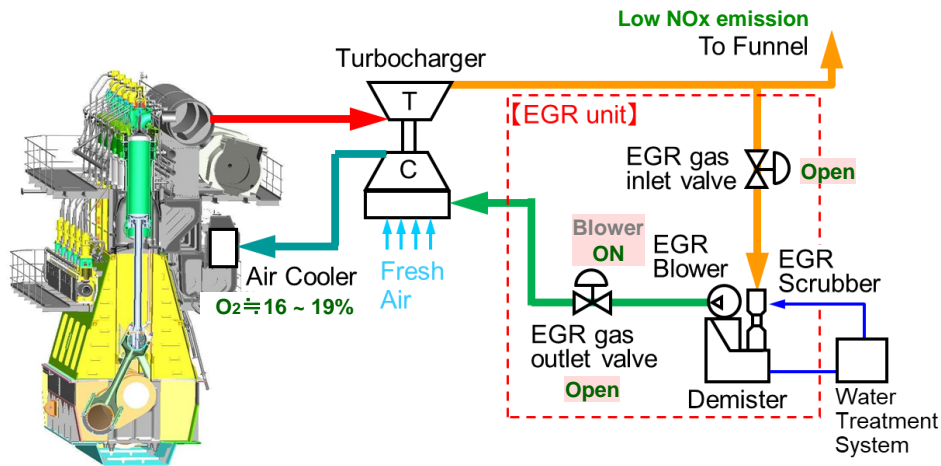 Low NOx emission
To Funnel
Turbocharger
T
【EGR unit】
EGR gas
inlet valve
Open
C
Blower
ON
EGR
Blower
EGR
Scrubber
Air Cooler
O₂≒16 ~ 19%
Fresh
Air
EGR gas
outlet valve
Open
Demister
Water
Treatment
System